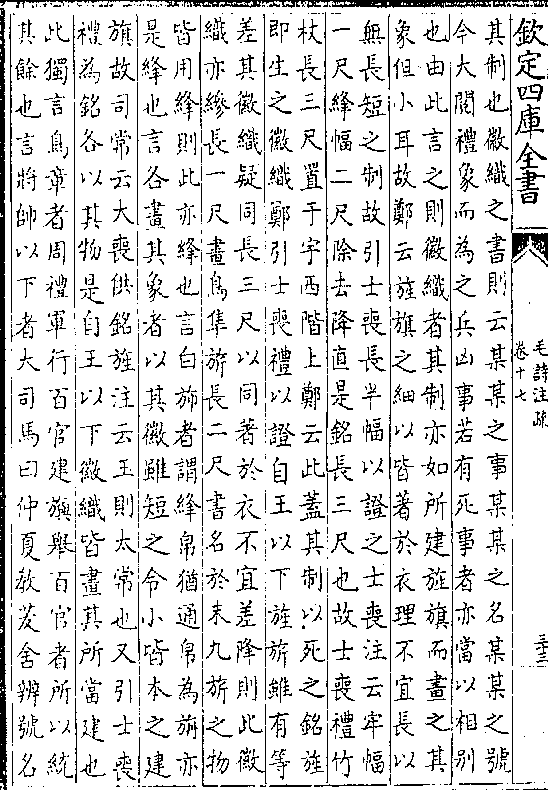 欽定四庫全書
毛詩注疏
卷十七
三十三
其制也徽織之書則云某某之事某某之名某某之號
今大閱禮象而為之兵凶事若有死事者亦當以相别
也由此言之則徽織者其制亦如所建旌旗而畫之其
象但小耳故鄭云旌旗之細以皆著於衣理不宜長以
無長短之制故引士喪長半幅以證之士喪注云半幅
一尺絳幅二尺除去降直是銘長三尺也故士喪禮竹
杖長三尺置于宇西階上鄭云此蓋其制以死之銘旌
即生之徽織鄭引士喪禮以證自王以下旌旂雖有等
差其徽織疑同長三尺以同著於衣不宜差降則此徽
織亦縿長一尺畫鳥隼旂長二尺書名於末九旂之物
皆用絳則此亦絳也言白斾者謂絳帛猶通帛為旃亦
是絳也言各畫其象者以其徽雖短之令小皆本之建
旗故司常云大喪供銘旌注云王則太常也又引士喪
禮為銘各以其物是自王以下徽織皆畫其所當建也
此獨言鳥章者周禮軍行百官建旟舉百官者所以統
其餘也言將帥以下者大司馬曰仲夏教茇舍辨號名